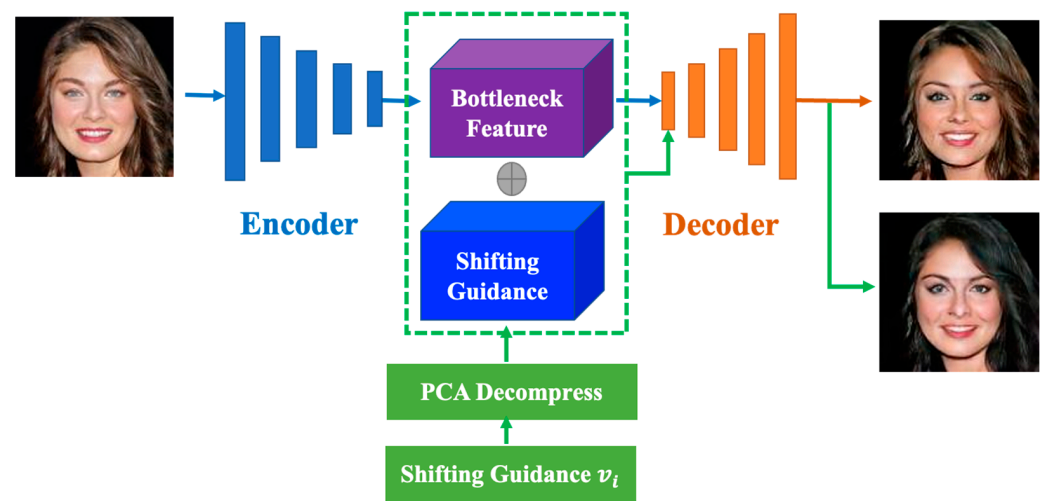 Bottleneck
Feature
Encoder
Decoder
Shifting
Guidance
PCA Decompress
Shifting Guidance 𝒗ᵢ